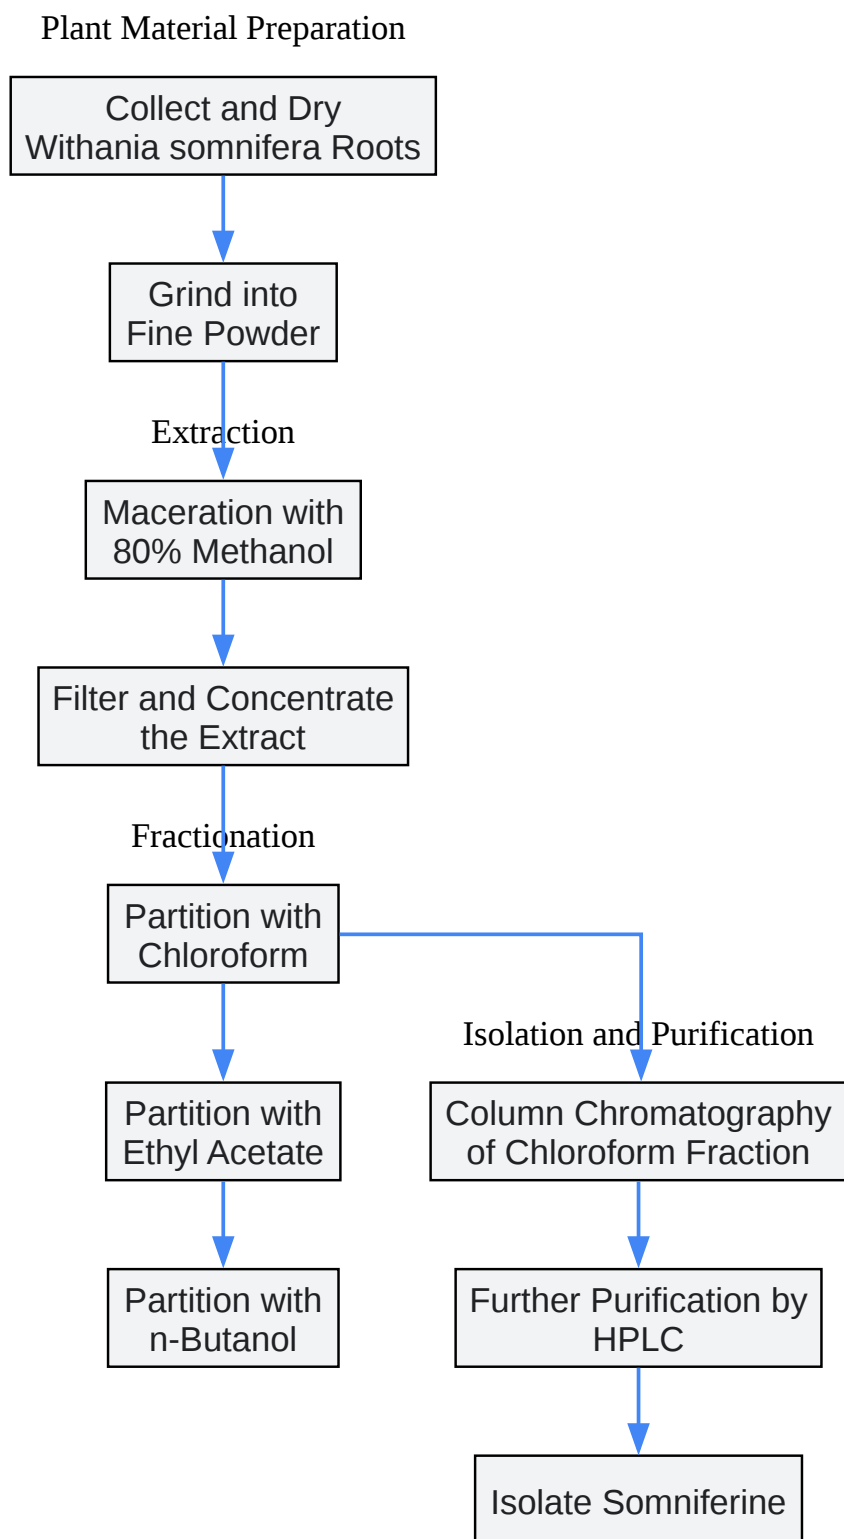 Plant Material Preparation
Collect and Dry
Withania somnifera Roots
Grind into
Fine Powder
Extraction
Maceration with
80% Methanol
Filter and Concentrate
the Extract
Fractionation
Partition with
Chloroform
Partition with
Ethyl Acetate
Partition with
n-Butanol
Isolation and Purification
Column Chromatography
of Chloroform Fraction
Further Purification by
HPLC
Isolate Somniferine